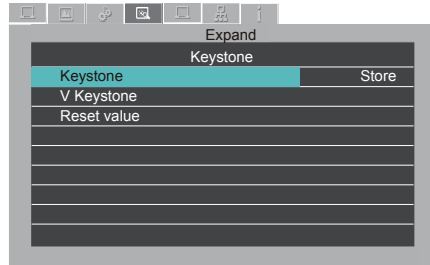 Expand
Keystone
Keystone Store
V Keystone
Reset value